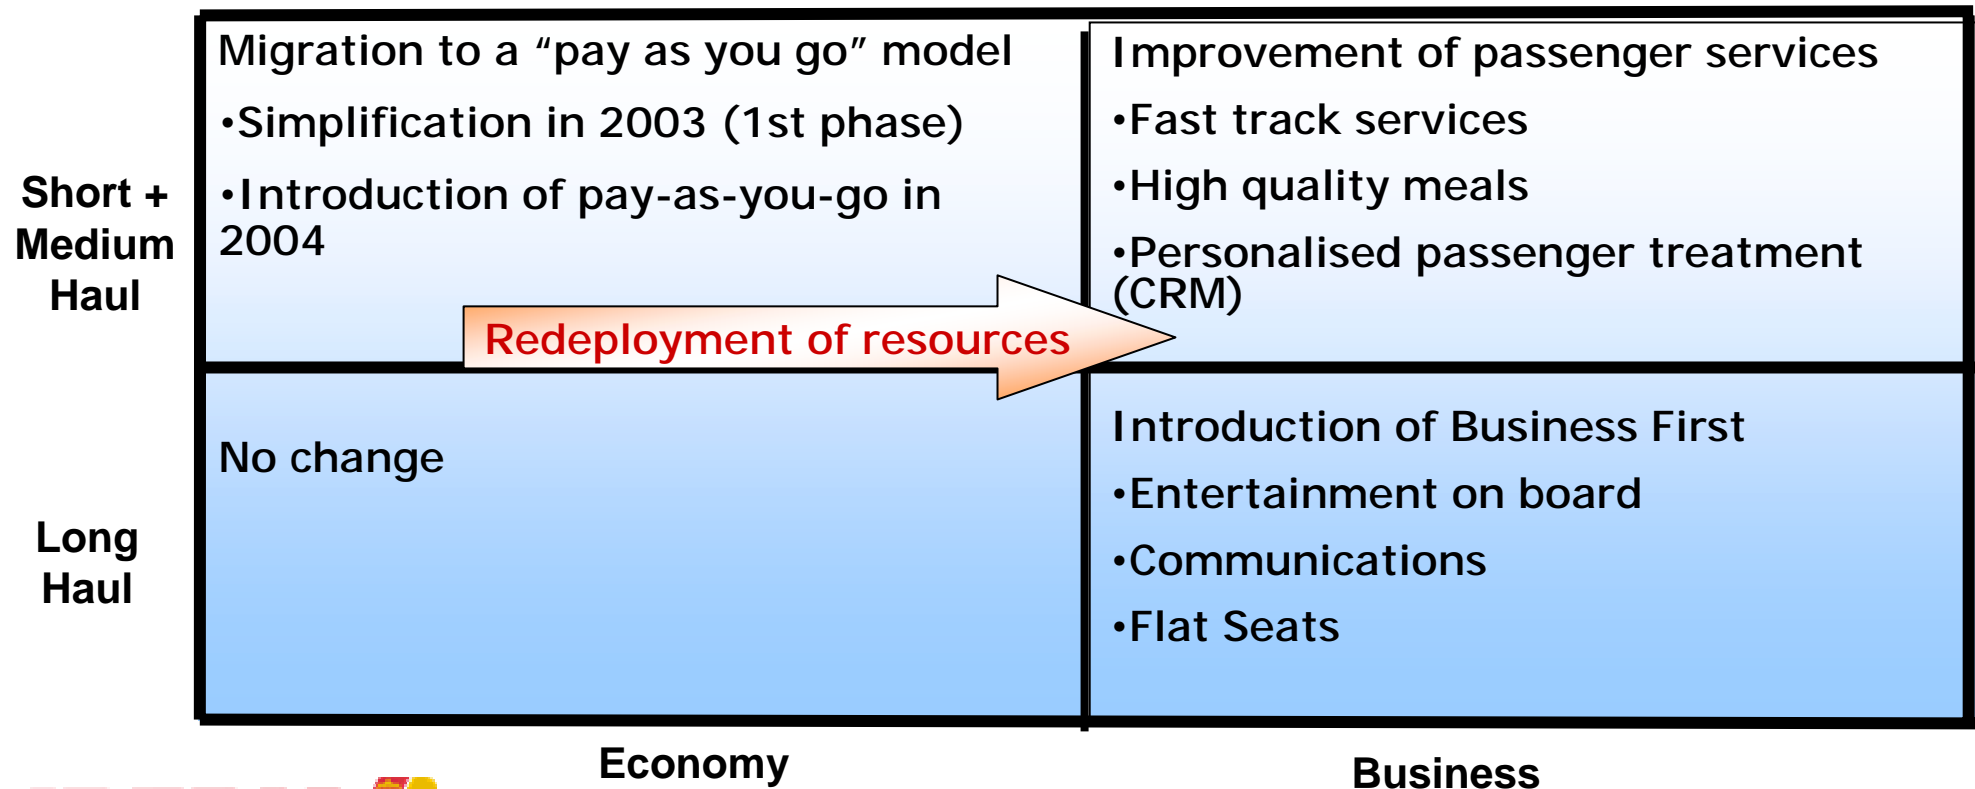 Migration to a “pay as you go” model
•Simplification in 2003 (1st phase)
•Introduction of pay-as-you-go in
2004
Improvement of passenger services
•Fast track services
•High quality meals
•Personalised passenger treatment
(CRM)
Short +
Medium
Haul
Redeployment of resources
No change
Introduction of Business First
•Entertainment on board
•Communications
•Flat Seats
Long
Haul
Economy
Business